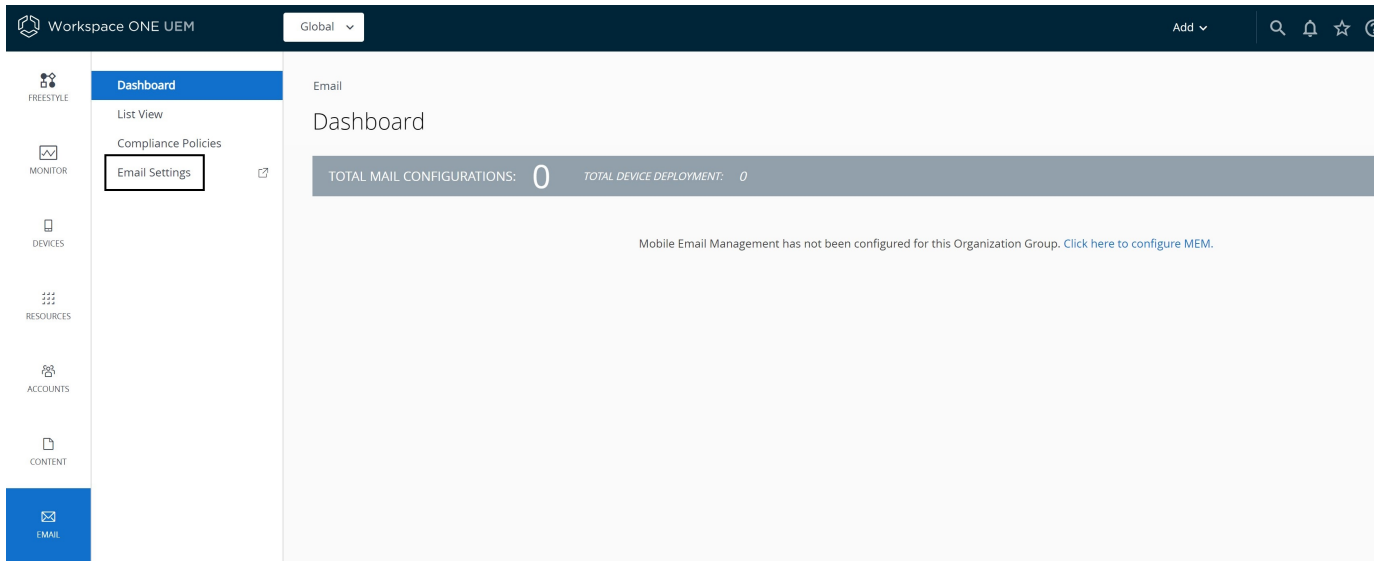 Workspace ONE UEM
Global
Add
FREESTYLE
MONITOR
DEVICES
RESOURCES
ACCOUNTS
CONTENT
EMAIL
Dashboard
List View
Compliance Policies
Email Settings
Email
Dashboard
TOTAL MAIL CONFIGURATIONS: 0 TOTAL DEVICE DEPLOYMENT: 0
Mobile Email Management has not been configured for this Organization Group. Click here to configure MEM.